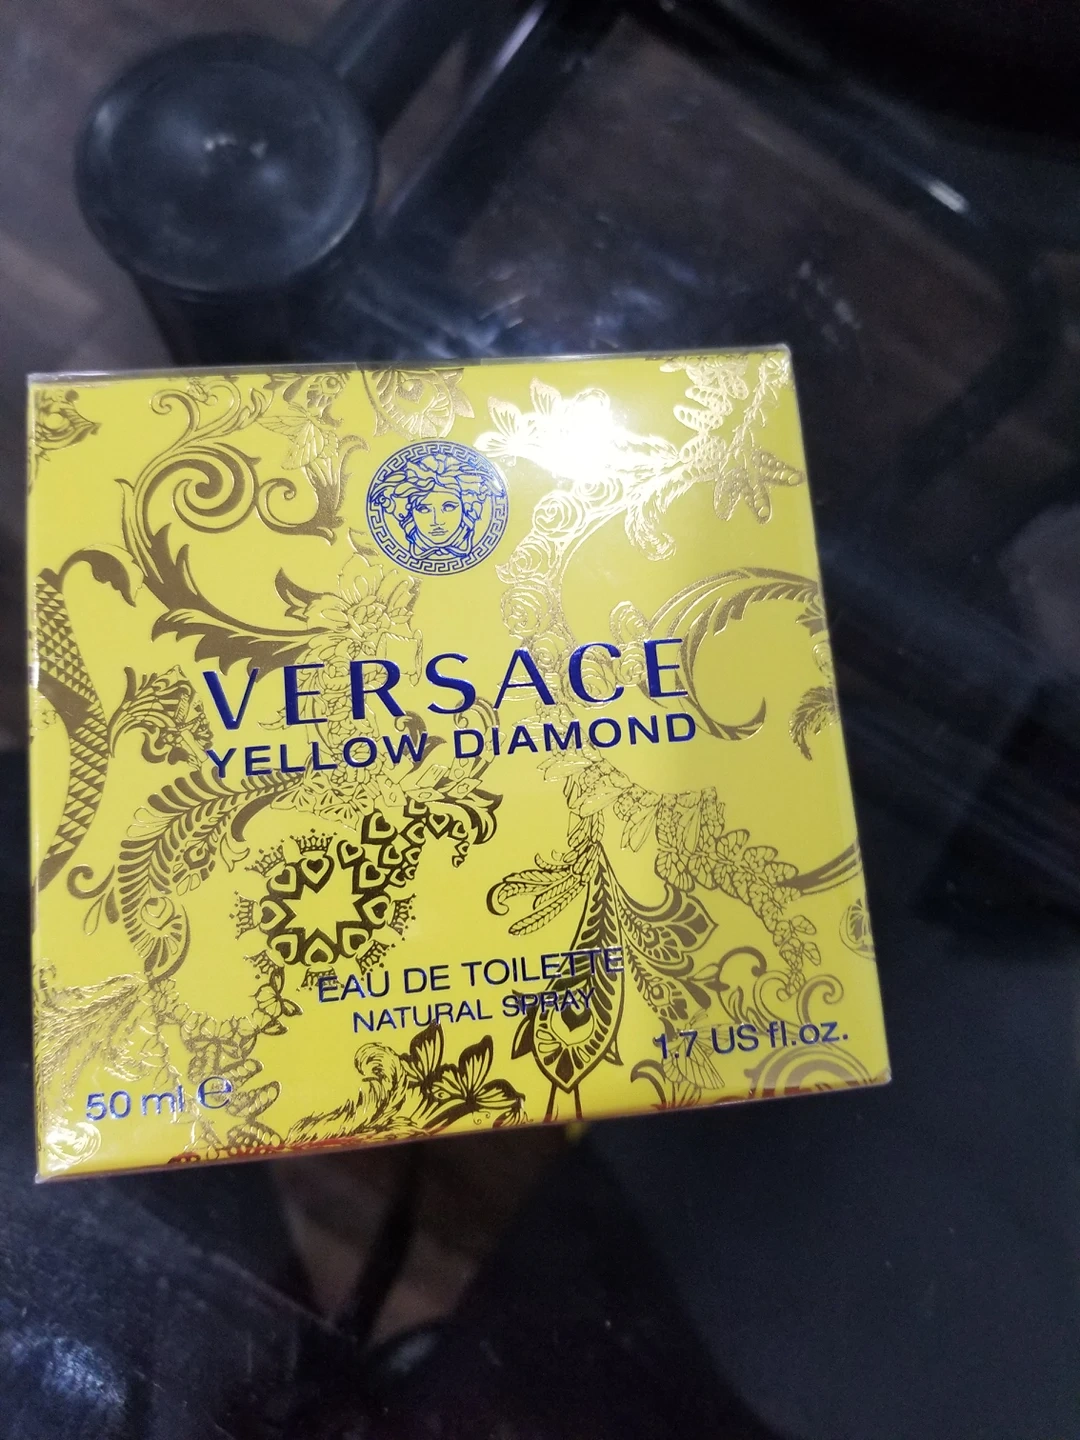 VERSACE
YELLOW DIAMOND
EAU DE TOILETTE
NATURAL SPRAY
1.7 US fl.oz.
50 ml ℮